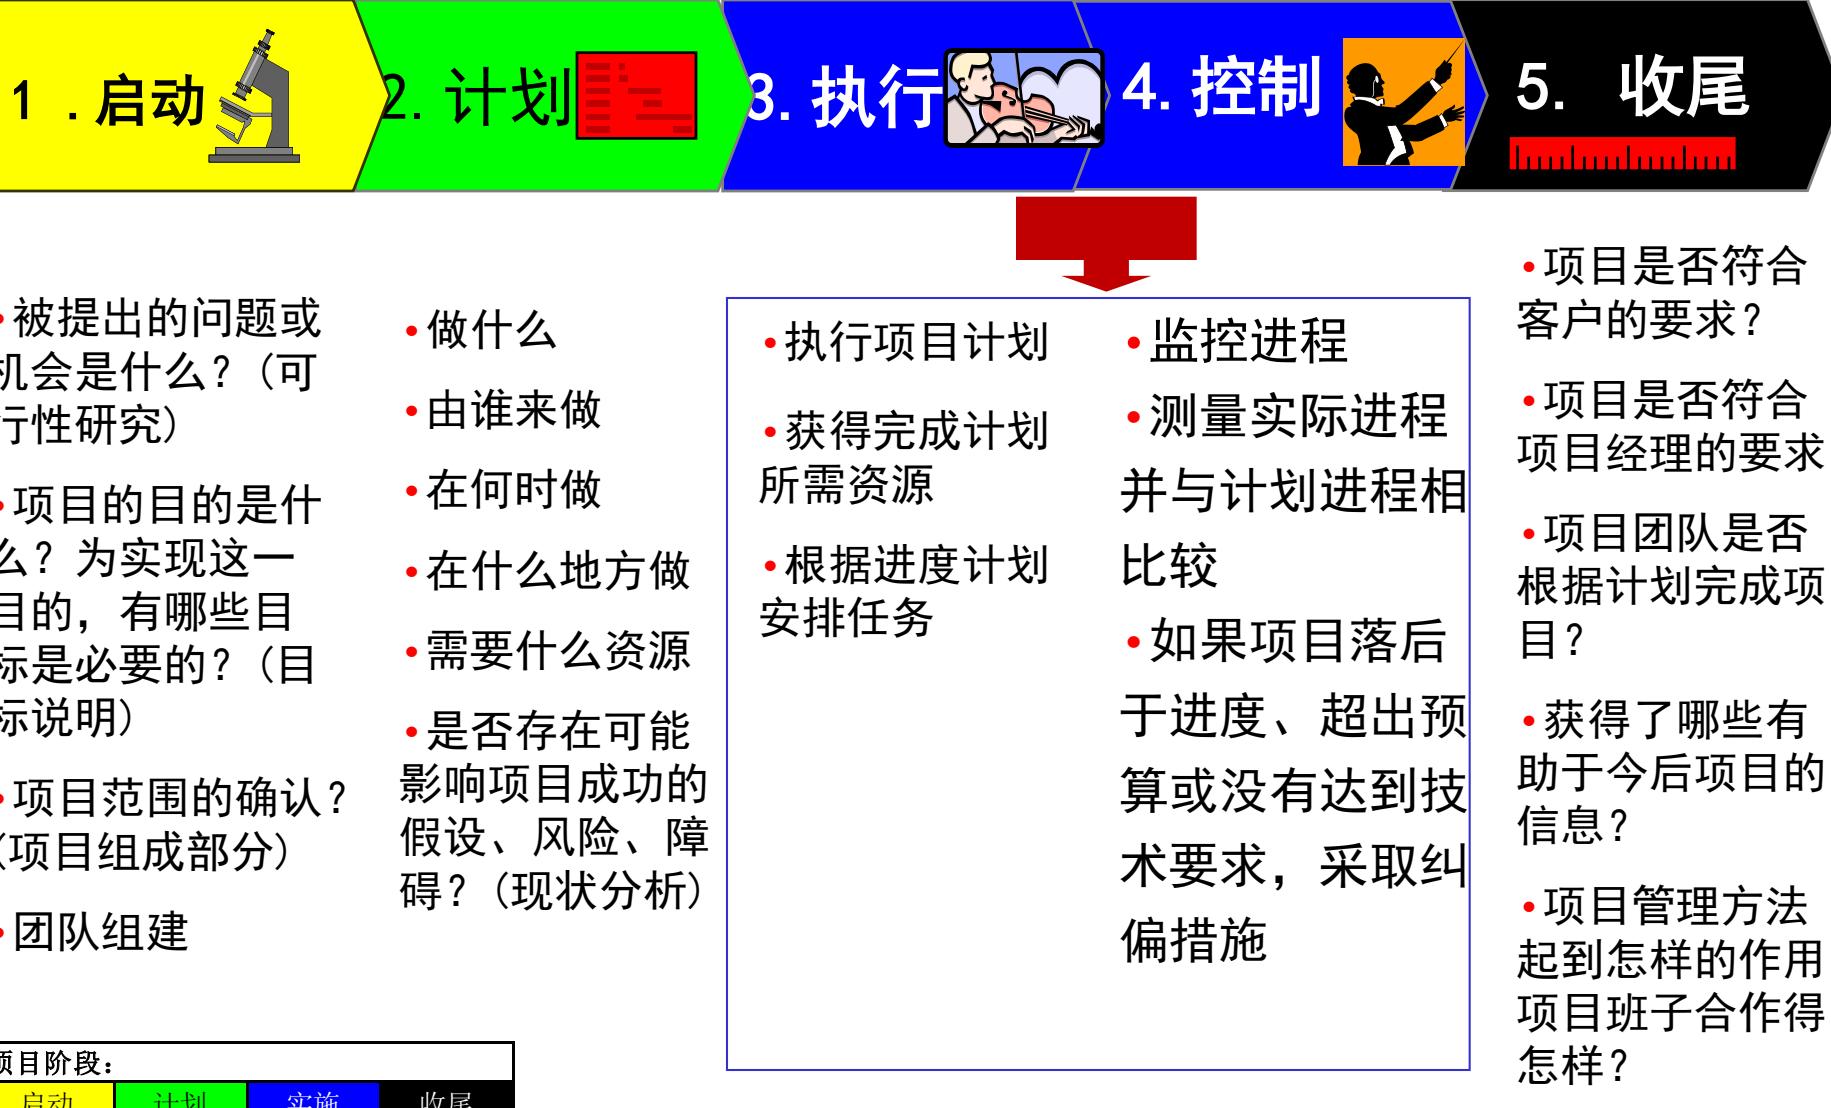 1 .启动
2. 计划
3. 执行
4. 控制
5. 收尾
•被提出的问题或
机会是什么？(可
行性研究)
•项目的目的是什
么？为实现这一
目的，有哪些目
标是必要的？(目
标说明)
•项目范围的确认？
(项目组成部分)
•团队组建
•做什么
•由谁来做
•在何时做
•在什么地方做
•需要什么资源
•是否存在可能
影响项目成功的
假设、风险、障
碍？(现状分析)
•执行项目计划
•获得完成计划
所需资源
•根据进度计划
安排任务
•监控进程
•测量实际进程
并与计划进程相
比较
•如果项目落后
于进度、超出预
算或没有达到技
术要求，采取纠
偏措施
•项目是否符合
客户的要求？
•项目是否符合
项目经理的要求
•项目团队是否
根据计划完成项
目？
•获得了哪些有
助于今后项目的
信息？
•项目管理方法
起到怎样的作用
项目班子合作得
怎样？
项目阶段：
启动 计划 实施 收尾